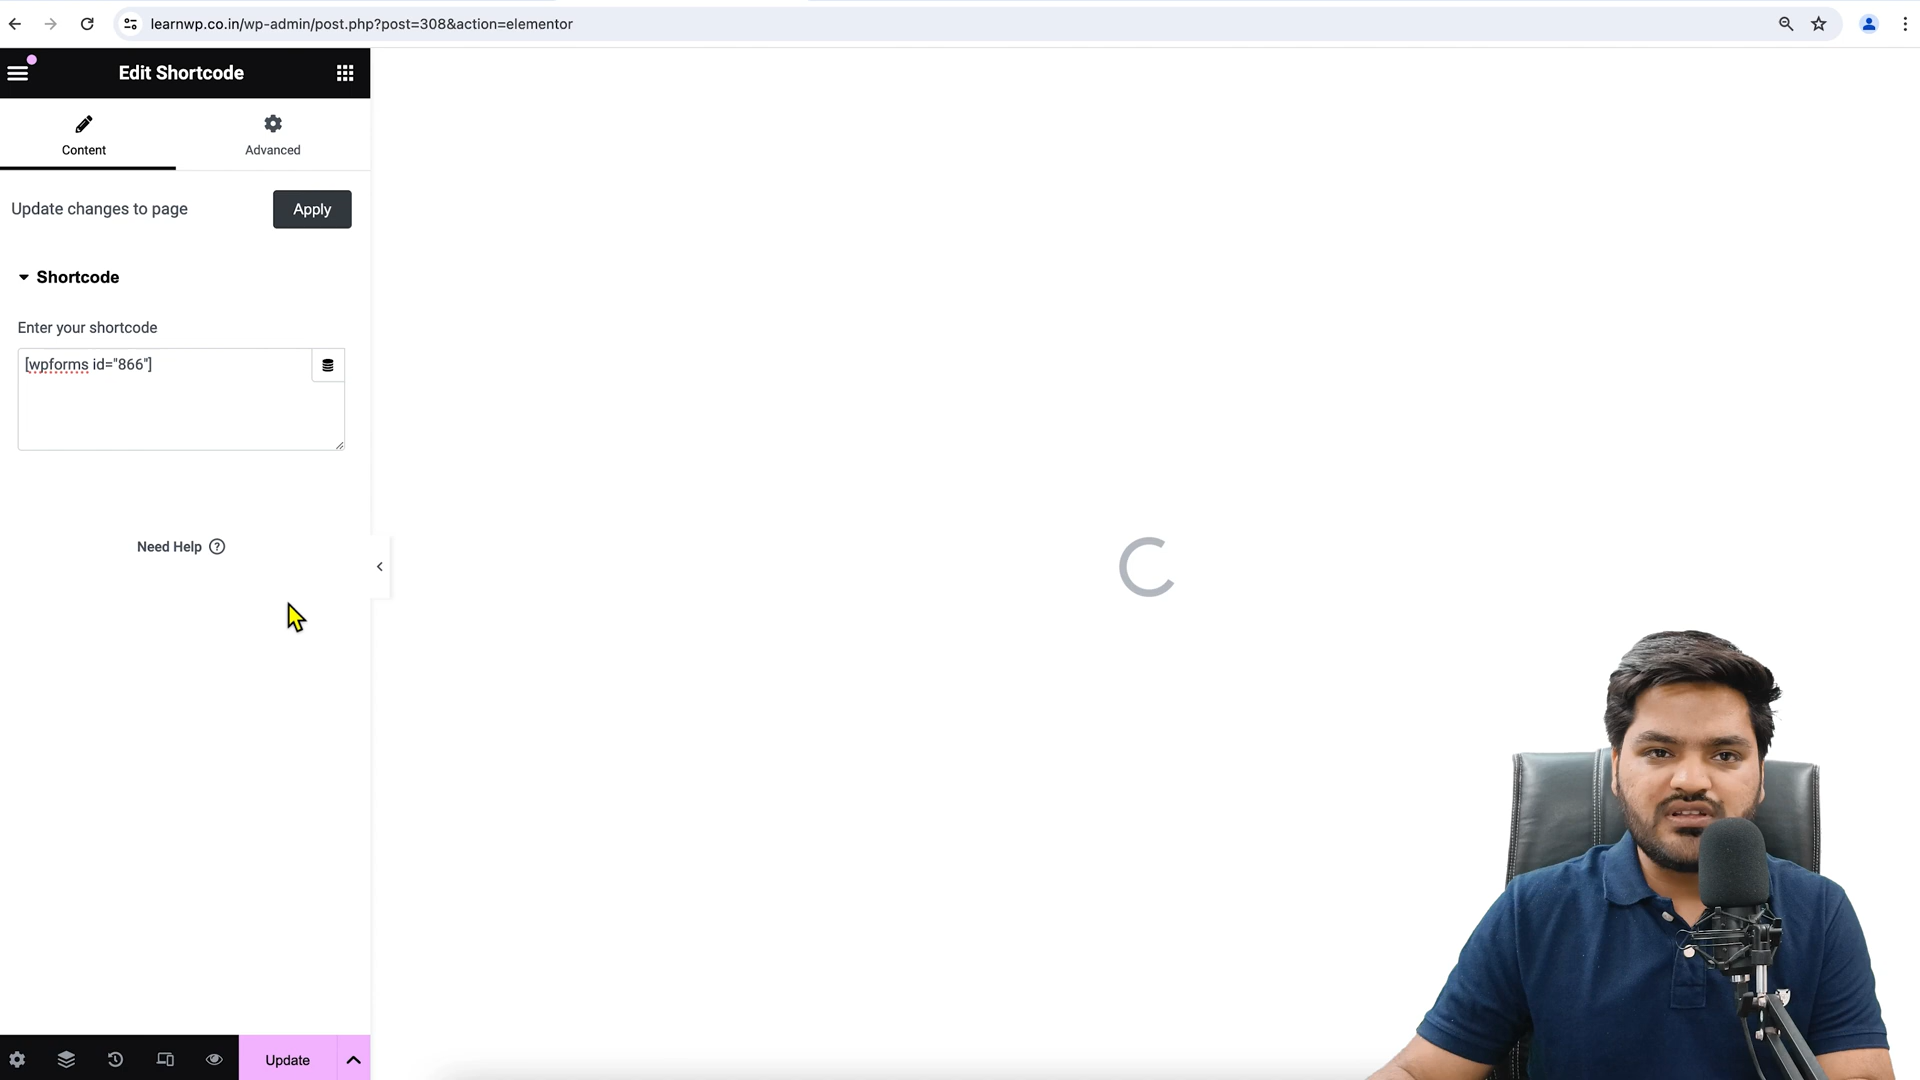 learnwp.co.in/wp-admin/post.php?post=308&action=elementor
Edit Shortcode
Content
Advanced
Update changes to page
Apply
Shortcode
Enter your shortcode
[wpforms id="866"]
Need Help
Update